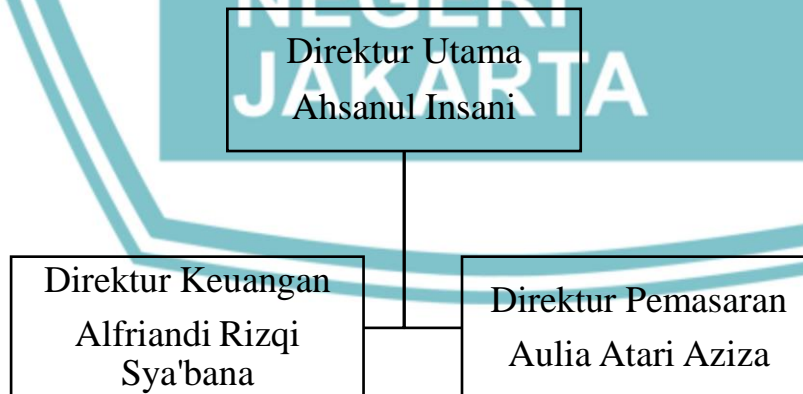 NEGERI
JAKARTA
Direktur Utama
Ahsanul Insani
Direktur Keuangan
Alfriandi Rizqi
Sya'bana
Direktur Pemasaran
Aulia Atari Aziza